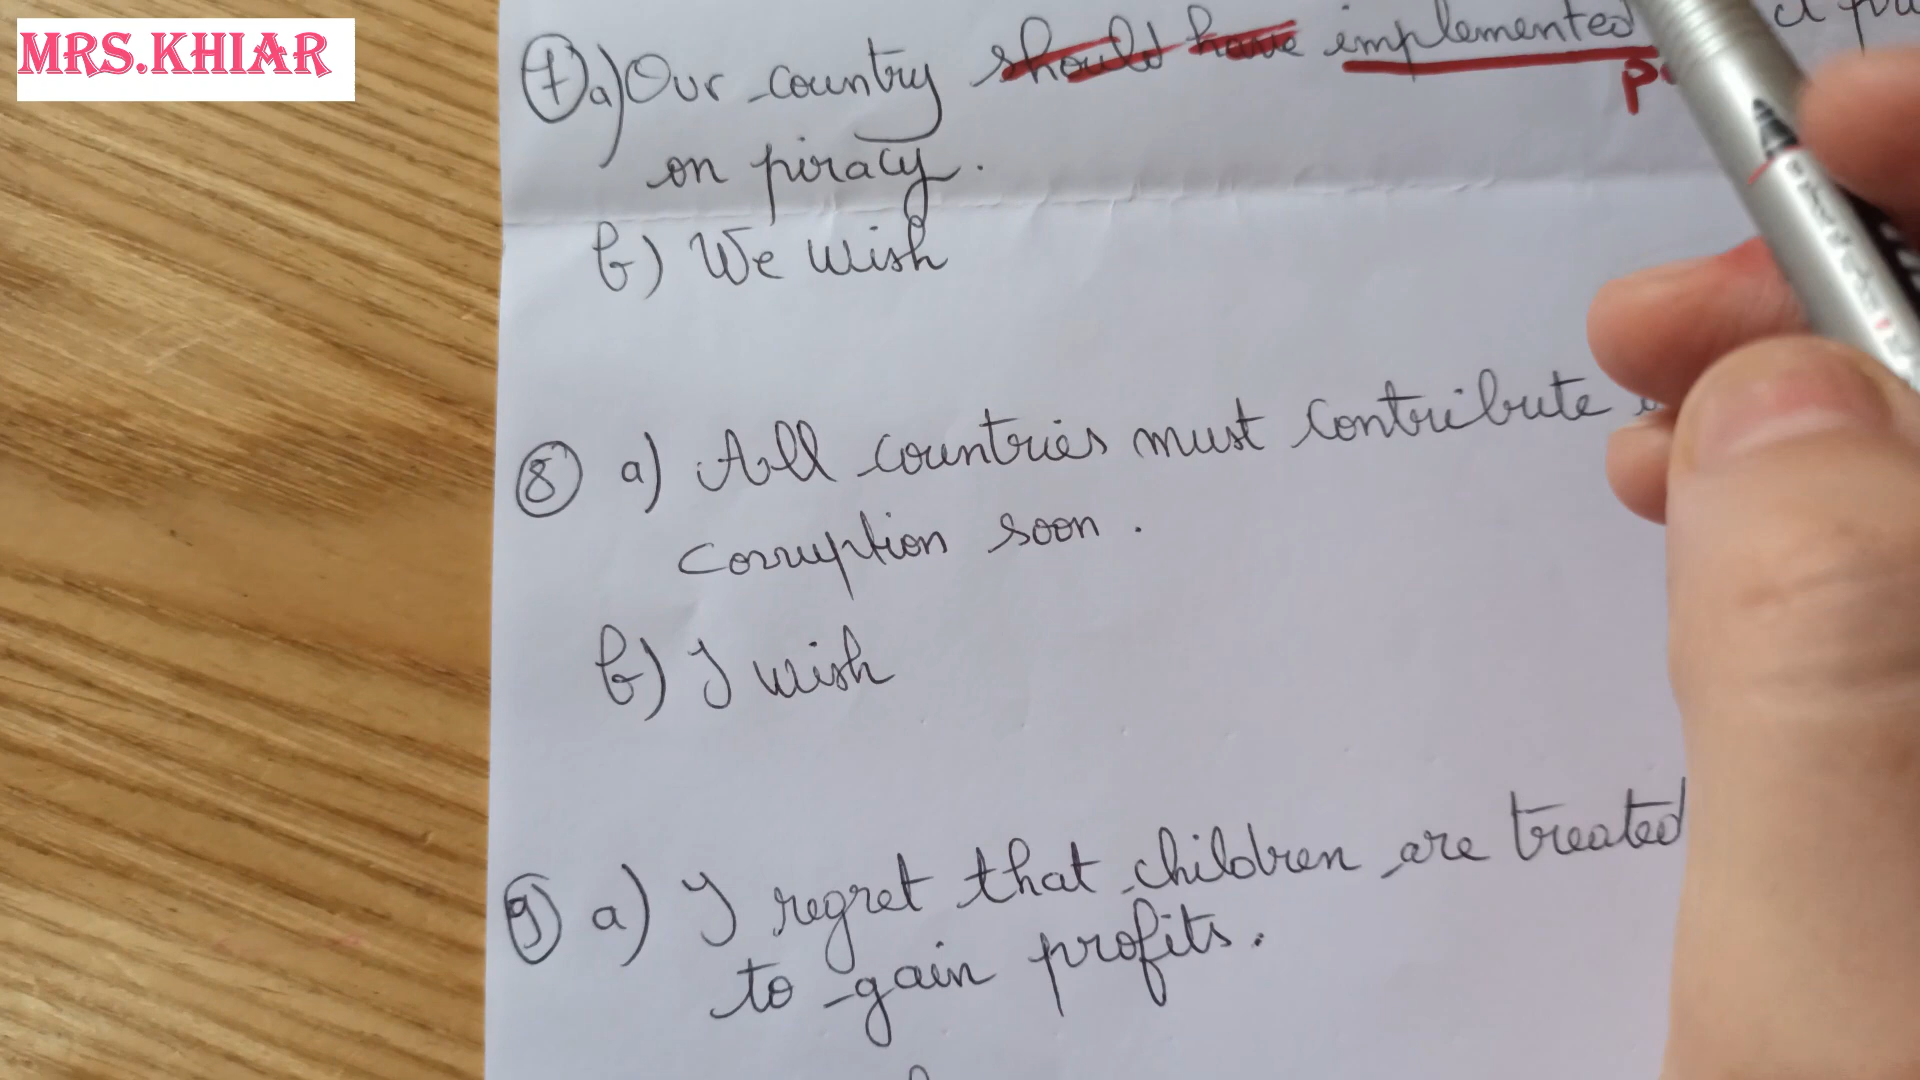 MRS.KHIAR
7 a) Our country should have implemented a
on piracy.
b) We wish
8 a) All countries must contribute
corruption soon.
b) I wish
9 a) I regret that children are treated
to gain profits.